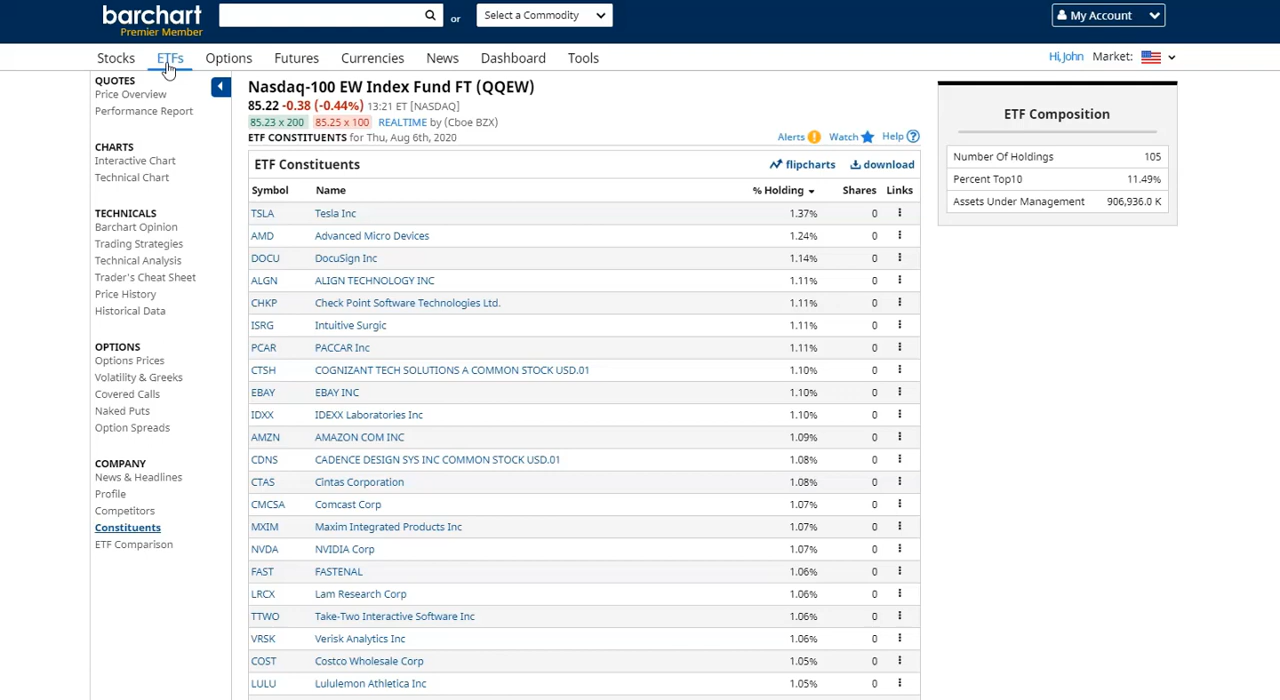 barchart
Premier Member
or
Select a Commodity
My Account
Stocks ETFs Options Futures Currencies News Dashboard Tools
Hi, John Market:
QUOTES
Price Overview
Performance Report
CHARTS
Interactive Chart
Technical Chart
TECHNICALS
Barchart Opinion
Trading Strategies
Technical Analysis
Trader's Cheat Sheet
Price History
Historical Data
OPTIONS
Options Prices
Volatility & Greeks
Covered Calls
Naked Puts
Option Spreads
COMPANY
News & Headlines
Profile
Competitors
Constituents
ETF Comparison
Nasdaq-100 EW Index Fund FT (QQEW)
85.22 -0.38 (-0.44%) 13:21 ET [NASDAQ]
85.23 x 200 85.25 x 100 REALTIME by (Cboe BZX)
ETF CONSTITUENTS for Thu, Aug 6th, 2020
Alerts Watch Help
ETF Constituents flipcharts download
Symbol Name % Holding Shares Links
TSLA Tesla Inc 1.37% 0
AMD Advanced Micro Devices 1.24% 0
DOCU DocuSign Inc 1.14% 0
ALGN ALIGN TECHNOLOGY INC 1.11% 0
CHKP Check Point Software Technologies Ltd. 1.11% 0
ISRG Intuitive Surgic 1.11% 0
PCAR PACCAR Inc 1.11% 0
CTSH COGNIZANT TECH SOLUTIONS A COMMON STOCK USD.01 1.10% 0
EBAY EBAY INC 1.10% 0
IDXX IDEXX Laboratories Inc 1.10% 0
AMZN AMAZON COM INC 1.09% 0
CDNS CADENCE DESIGN SYS INC COMMON STOCK USD.01 1.08% 0
CTAS Cintas Corporation 1.08% 0
CMCSA Comcast Corp 1.07% 0
MXIM Maxim Integrated Products Inc 1.07% 0
NVDA NVIDIA Corp 1.07% 0
FAST FASTENAL 1.06% 0
LRCX Lam Research Corp 1.06% 0
TTWO Take-Two Interactive Software Inc 1.06% 0
VRSK Verisk Analytics Inc 1.06% 0
COST Costco Wholesale Corp 1.05% 0
LULU Lululemon Athletica Inc 1.05% 0
ETF Composition
Number Of Holdings 105
Percent Top10 11.49%
Assets Under Management 906,936.0 K